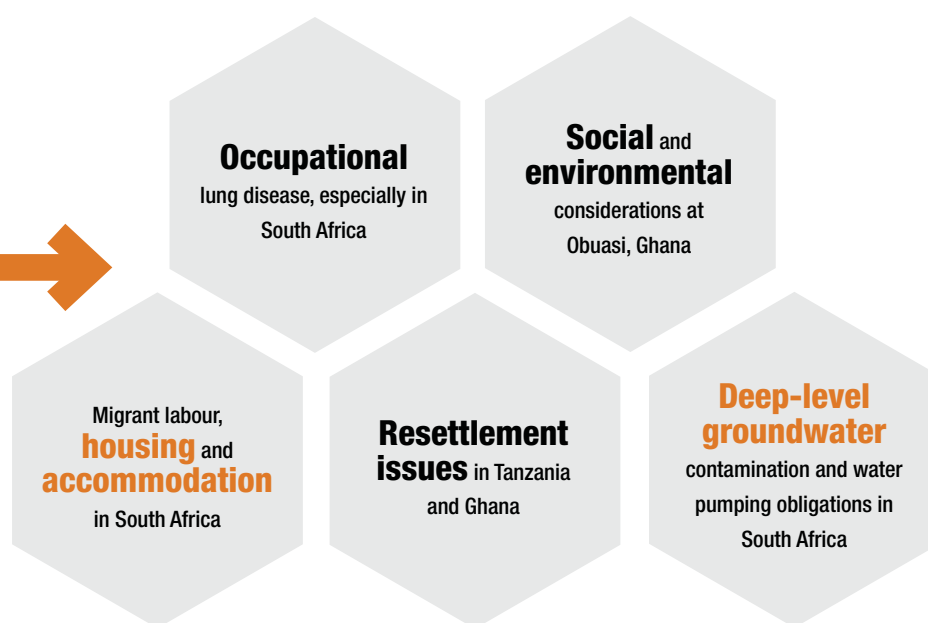 Occupational
lung disease, especially in
South Africa
Social and
environmental
considerations at
Obuasi, Ghana
Migrant labour,
housing and
accommodation
in South Africa
Resettlement
issues in Tanzania
and Ghana
Deep-level
groundwater
contamination and water
pumping obligations in
South Africa